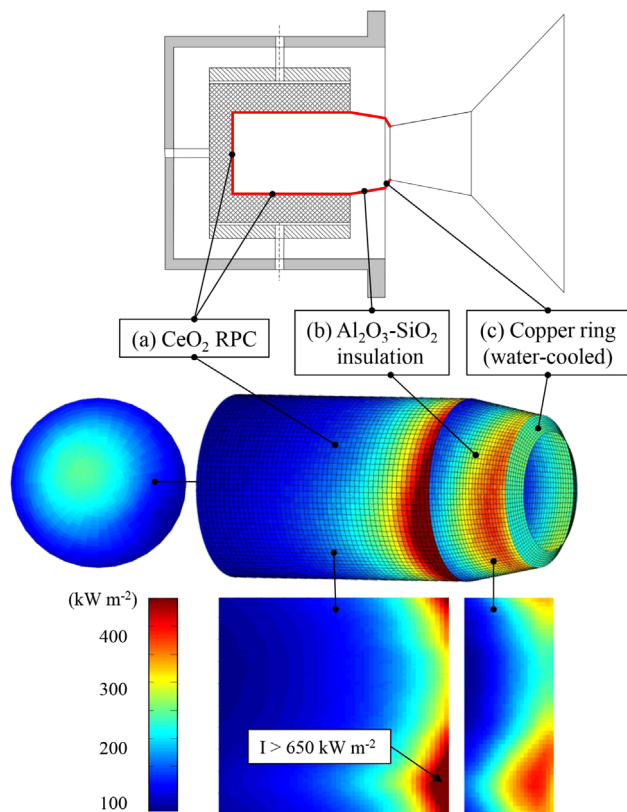 (a) CeO₂ RPC
(b) Al₂O₃-SiO₂
insulation
(c) Copper ring
(water-cooled)
(kW m⁻²)
400
300
200
100
I > 650 kW m⁻²